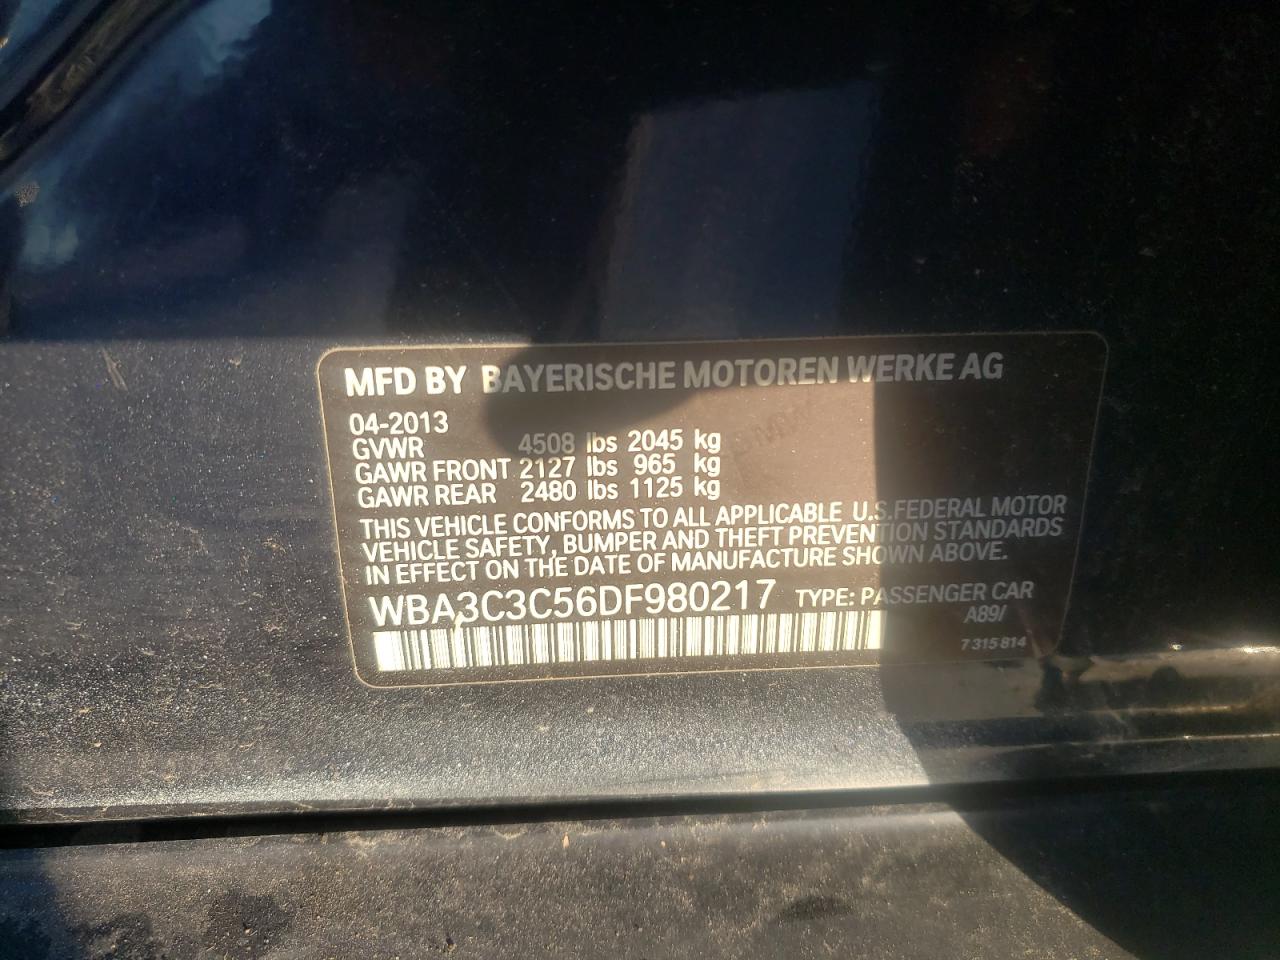 MFD BY BAYERISCHE MOTOREN WERKE AG
04-2013
GVWR 4508 lbs 2045 kg
GAWR FRONT 2127 lbs 965 kg
GAWR REAR 2480 lbs 1125 kg
THIS VEHICLE CONFORMS TO ALL APPLICABLE U.S.FEDERAL MOTOR
VEHICLE SAFETY, BUMPER AND THEFT PREVENTION STANDARDS
IN EFFECT ON THE DATE OF MANUFACTURE SHOWN ABOVE.
WBA3C3C56DF980217 TYPE: PASSENGER CAR
A89/
7 315 814